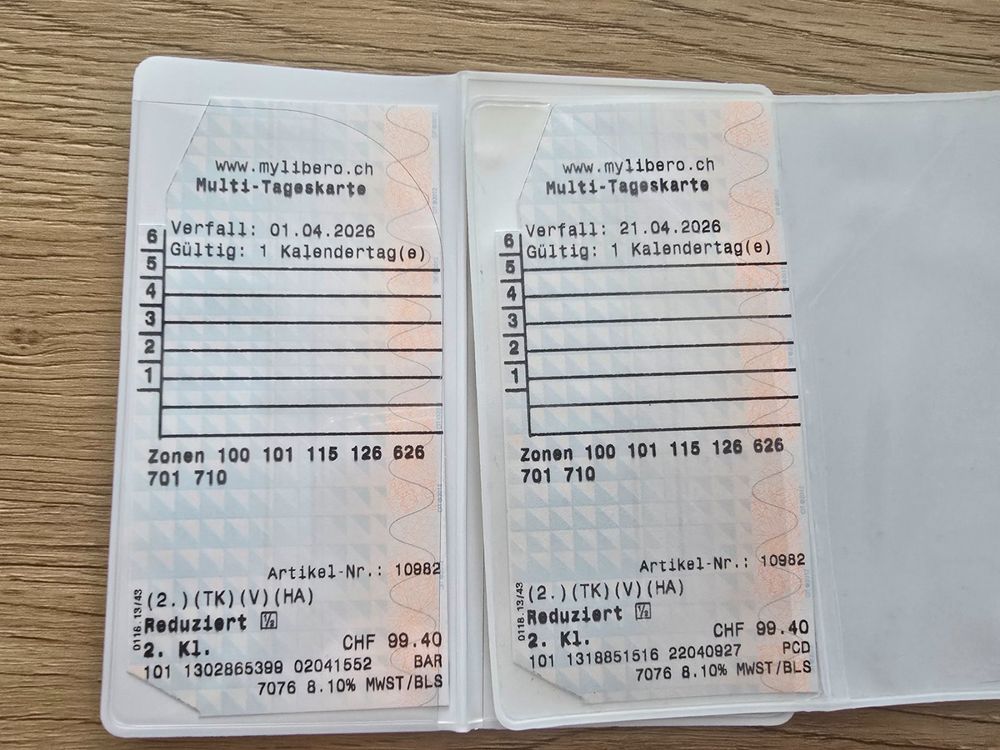 www.mylibero.ch
Multi-Tageskarte
Verfall: 01.04.2026
Gültig: 1 Kalendertag(e)
6
5
4
3
2
1
Zonen 100 101 115 126 626
701 710
Artikel-Nr.: 10982
(2.)(TK)(V)(HA)
Reduziert ½
2. Kl.
CHF 99.40
101 1302865399 02041552 BAR
7076 8.10% MWST/BLS
0116.13/43
www.mylibero.ch
Multi-Tageskarte
Verfall: 21.04.2026
Gültig: 1 Kalendertag(e)
6
5
4
3
2
1
Zonen 100 101 115 126 626
701 710
Artikel-Nr.: 10982
(2.)(TK)(V)(HA)
Reduziert ½
2. Kl.
CHF 99.40
101 1318851516 22040927 PCD
7076 8.10% MWST/BLS
0116.13/43